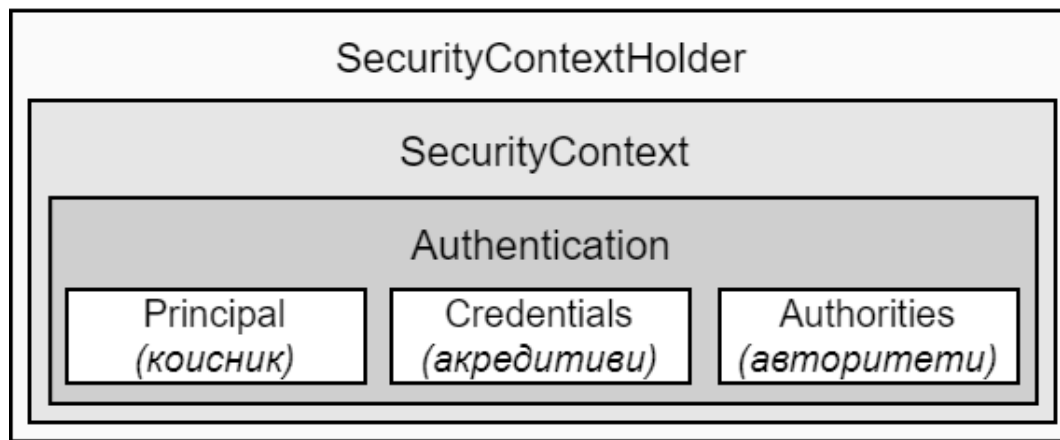 SecurityContextHolder
SecurityContext
Authentication
Principal
(коисник)
Credentials
(акредитиви)
Authorities
(авторитети)